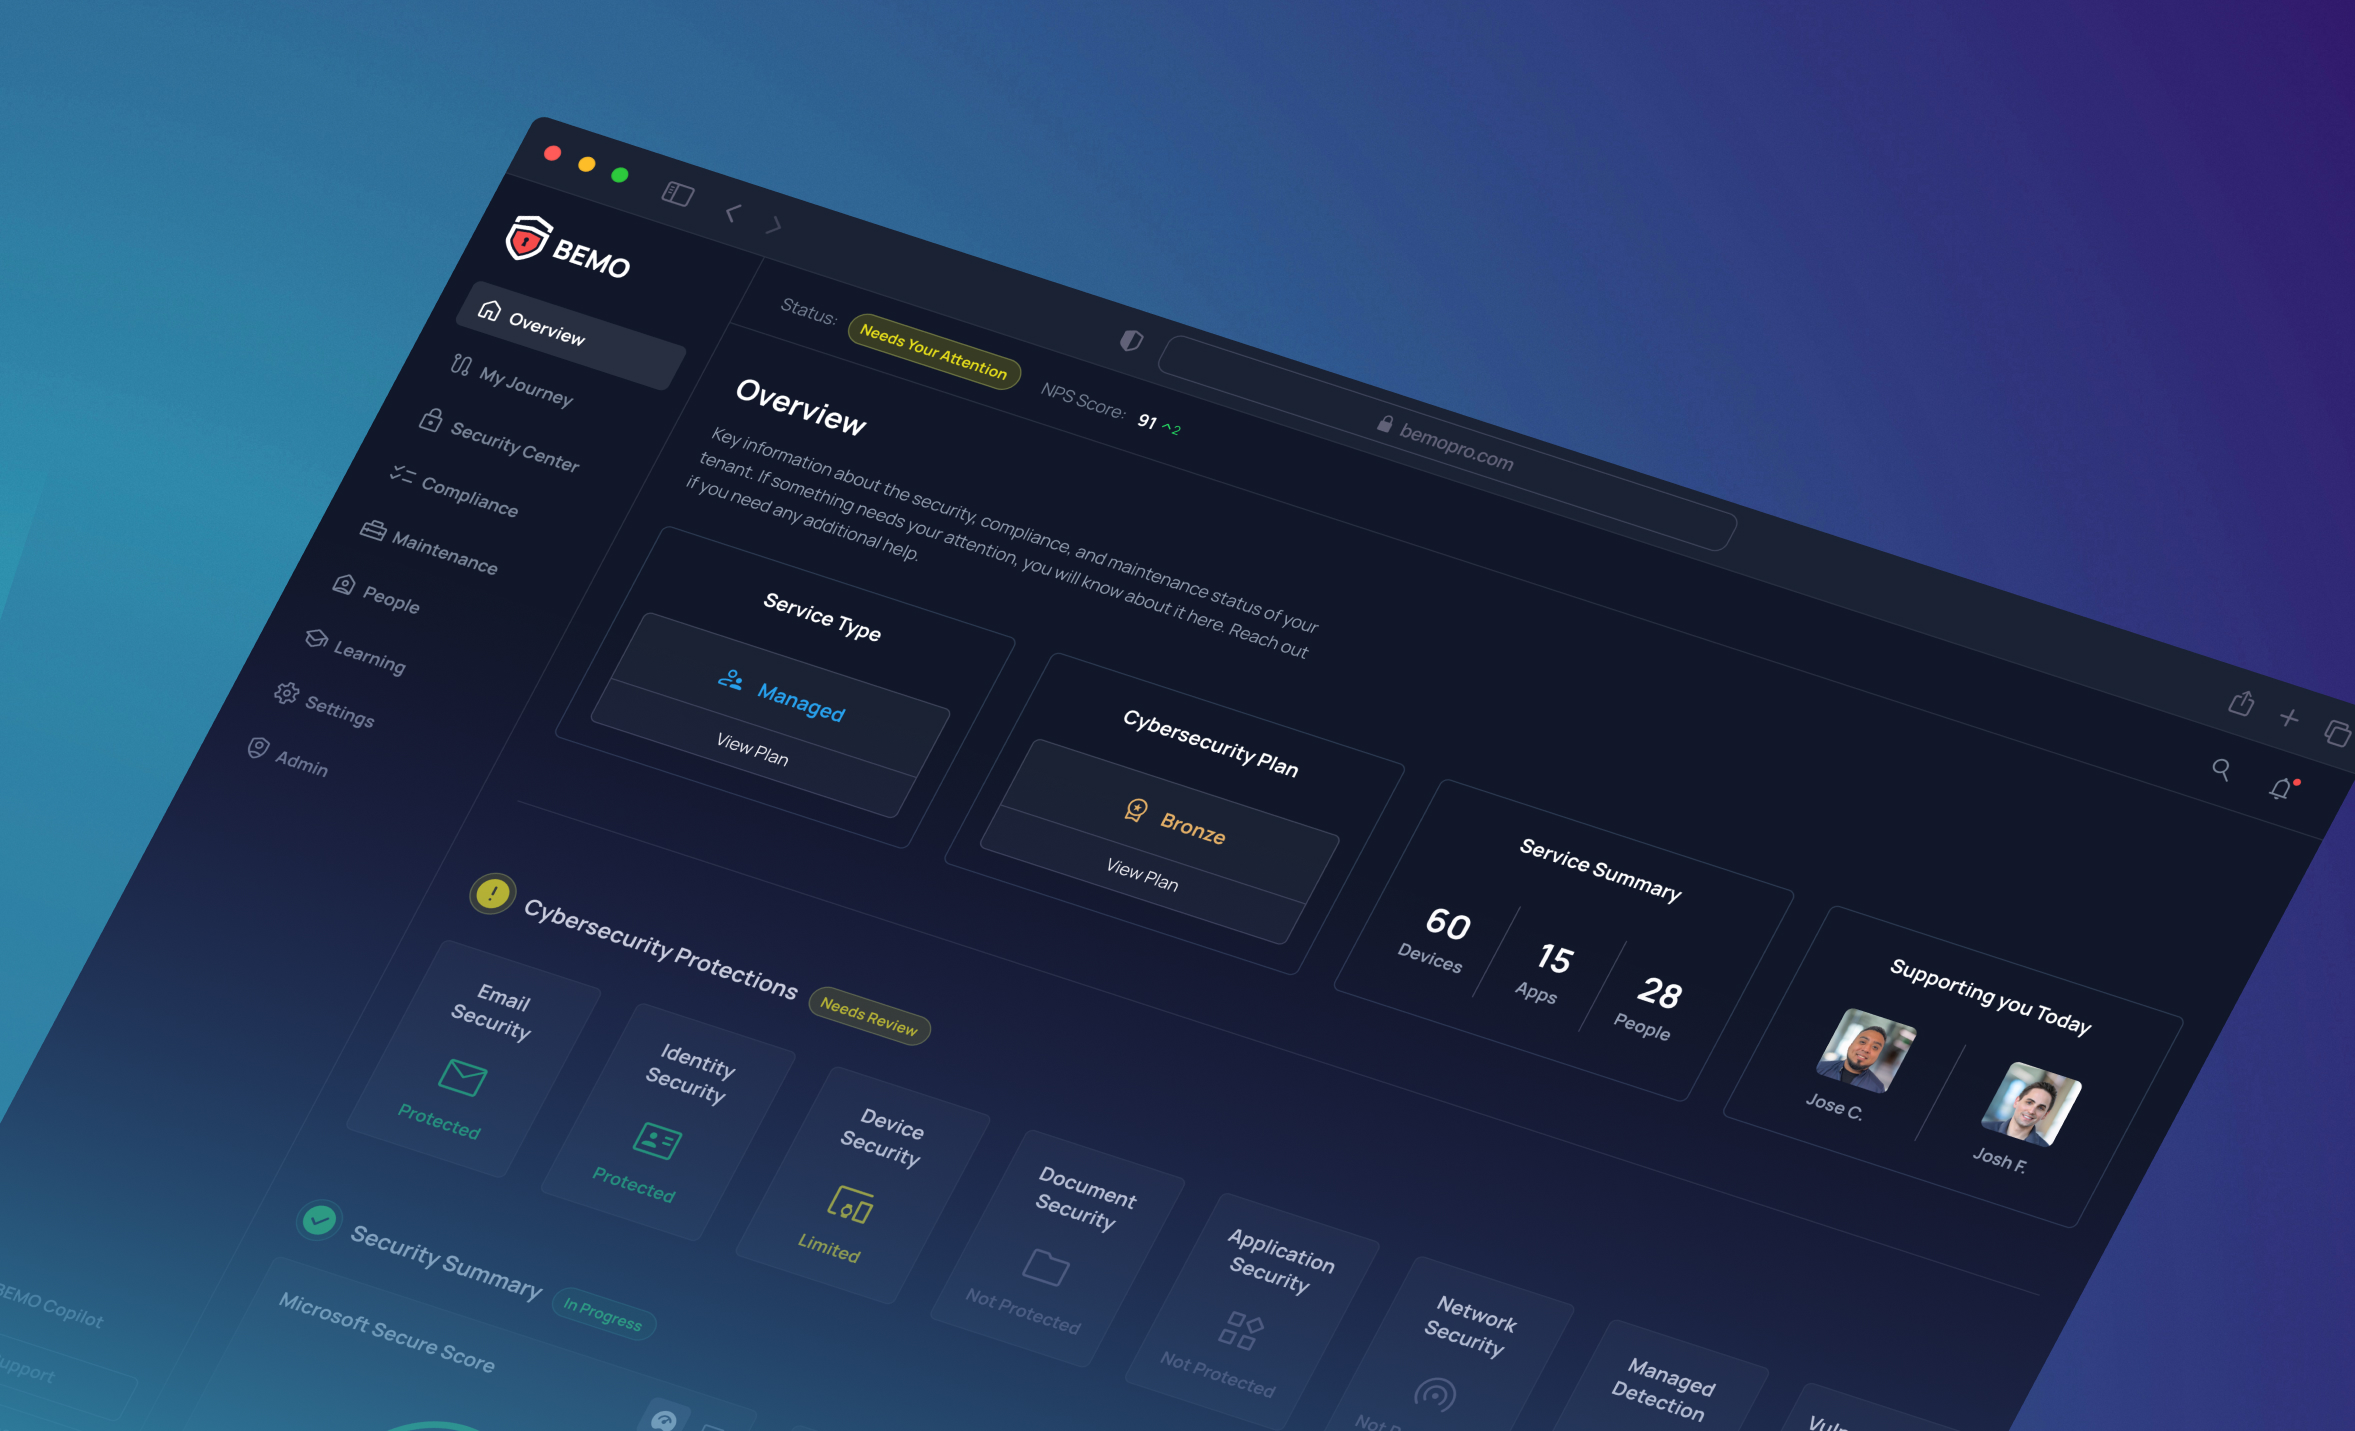 BEMO
Overview
My Journey
Security Center
Compliance
Maintenance
People
Learning
Settings
Admin
BEMO Copilot
bemopro.com
Status: Needs Your Attention NPS Score: 91 2
Overview
Key information about the security, compliance, and maintenance status of your
tenant. If something needs your attention, you will know about it here. Reach out
if you need any additional help.
Service Type
Managed
View Plan
Cybersecurity Plan
Bronze
View Plan
Service Summary
60
Devices
15
Apps
28
People
Supporting you Today
Jose C.
Josh F.
Cybersecurity Protections Needs Review
Email
Security
Protected
Identity
Security
Protected
Device
Security
Limited
Document
Security
Not Protected
Application
Security
Not Protected
Network
Security
Not
Managed
Detection
Security Summary In Progress
Microsoft Secure Score